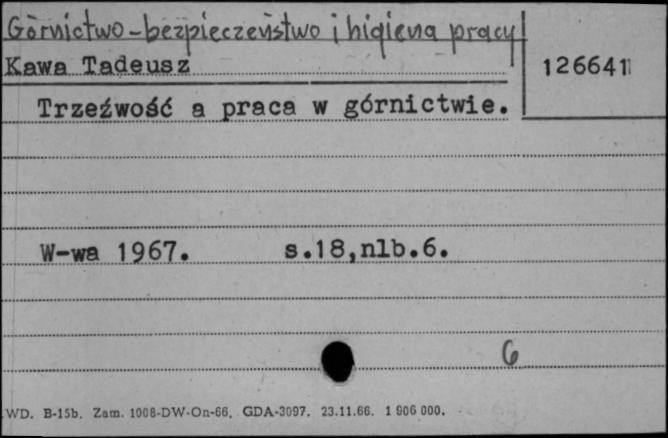 Górnictwo-bezpieczeństwo i higiena pracy
Kawa Tadeusz
126641
Trzeźwość a praca w górnictwie.
W-wa 1967. s.18,nlb.6.
6
WD. B-15b. Zam. 1008-DW-On-66. GDA-3097. 23.11.66. 1 906 000.